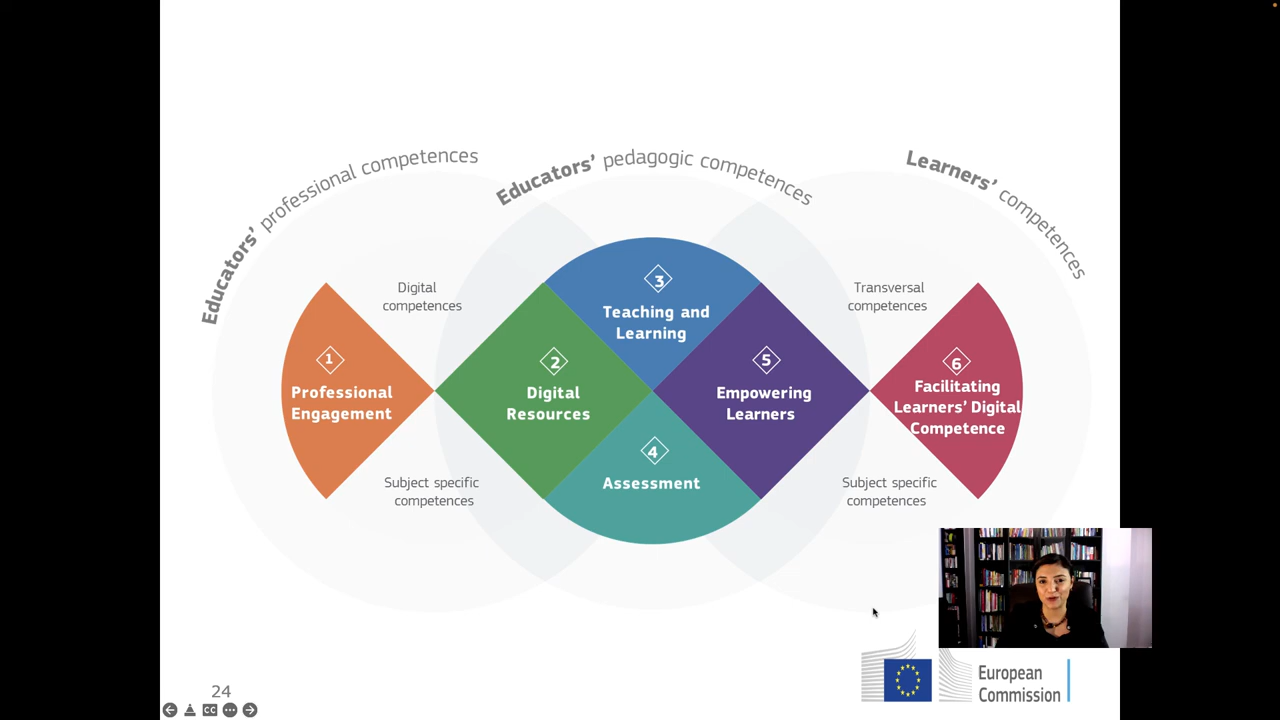 Educators' professional competences
Educators' pedagogic competences
Learners' competences
Digital
competences
3
Teaching and
Learning
Transversal
competences
1
Professional
Engagement
2
Digital
Resources
5
Empowering
Learners
6
Facilitating
Learners' Digital
Competence
4
Assessment
Subject specific
competences
Subject specific
competences
European
Commission
24
CC